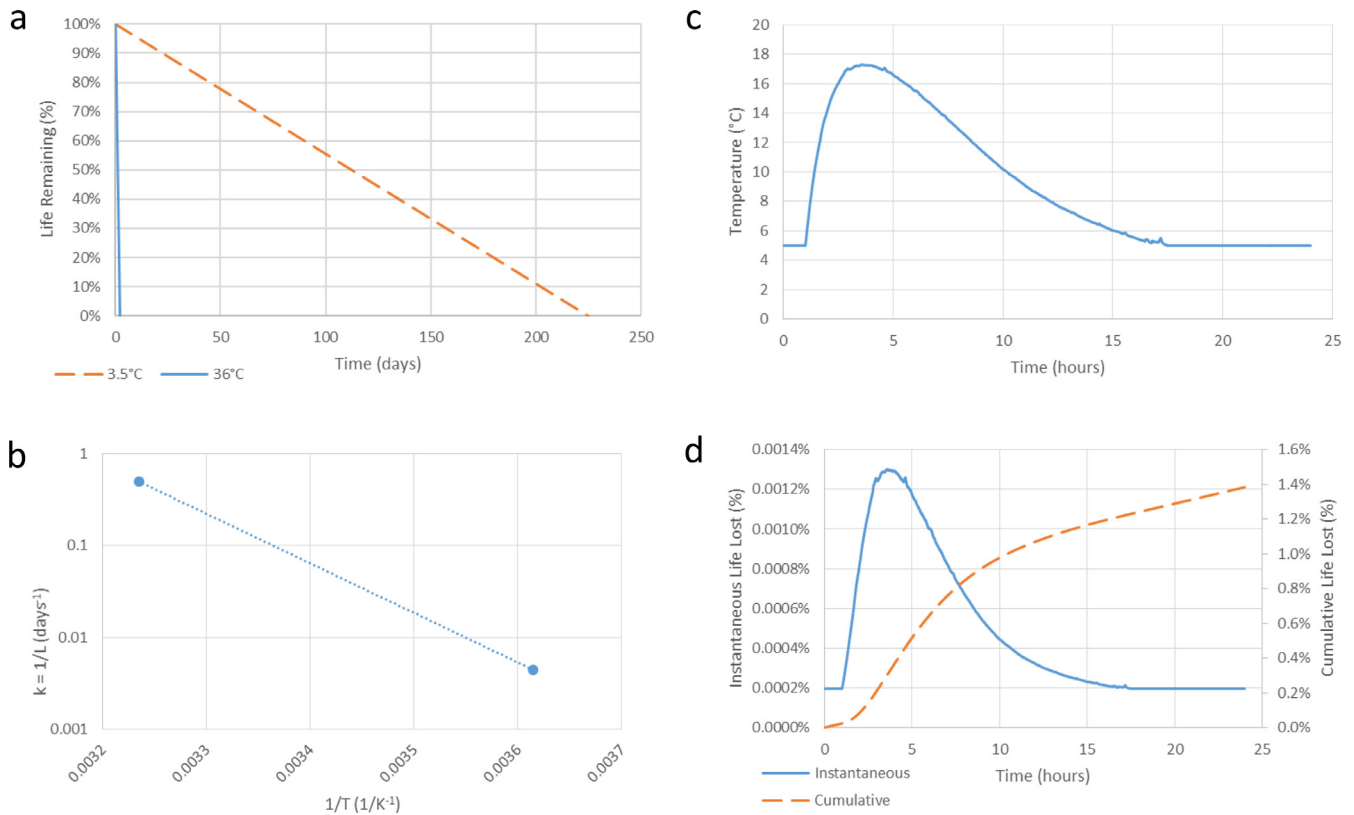 a
100%
90%
80%
70%
60%
50%
40%
30%
20%
10%
0%
Life Remaining (%)
0 50 100 150 200 250
Time (days)
3.5°C 36°C
b
1
0.1
0.01
0.001
k = 1/L (days-1)
0.0032 0.0033 0.0034 0.0035 0.0036 0.0037
1/T (1/K-1)
c
20
18
16
14
12
10
8
6
4
2
0
Temperature (°C)
0 5 10 15 20 25
Time (hours)
d
0.0014%
0.0012%
0.0010%
0.0008%
0.0006%
0.0004%
0.0002%
0.0000%
Instantaneous Life Lost (%)
1.6%
1.4%
1.2%
1.0%
0.8%
0.6%
0.4%
0.2%
0.0%
Cumulative Life Lost (%)
0 5 10 15 20 25
Time (hours)
Instantaneous
Cumulative